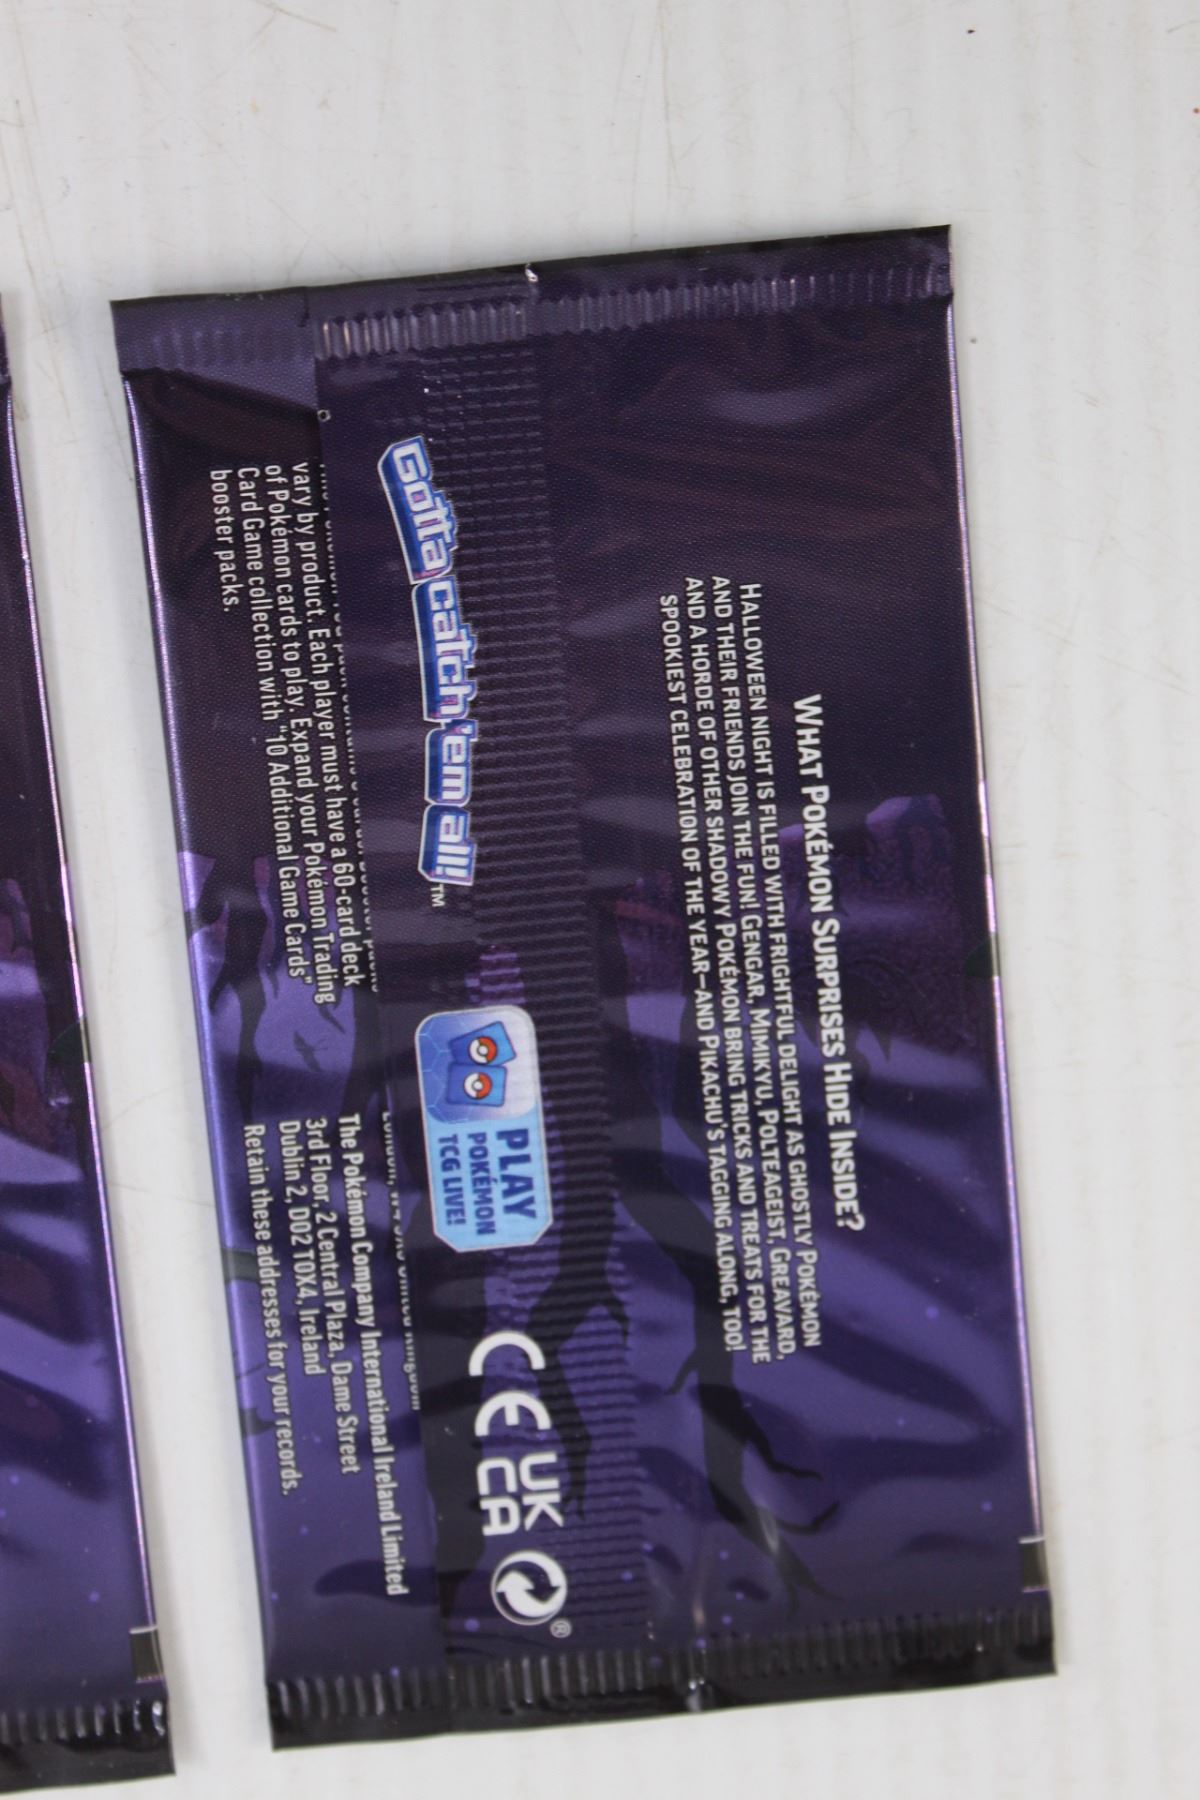 WHAT POKÉMON SURPRISES HIDE INSIDE?
HALLOWEEN NIGHT IS FILLED WITH FRIGHTFUL DELIGHT AS GHOSTLY POKÉMON
AND THEIR FRIENDS JOIN THE FUN! GENGAR, MIMIKYU, POLTEAGEIST, GREAVARD,
AND A HORDE OF OTHER SHADOWY POKÉMON BRING TRICKS AND TREATS FOR THE
SPOOKIEST CELEBRATION OF THE YEAR—AND PIKACHU'S TAGGING ALONG, TOO!
Gotta catch 'em all!™
PLAY
POKÉMON
TCG LIVE!
CE
UK
CA
®
vary by product. Each player must have a 60-card deck
of Pokémon cards to play. Expand your Pokémon Trading
Card Game collection with "10 Additional Game Cards"
booster packs.
The Pokémon Company International Ireland Limited
3rd Floor, 2 Central Plaza, Dame Street
Dublin 2, D02 T0X4, Ireland
Retain these addresses for your records.